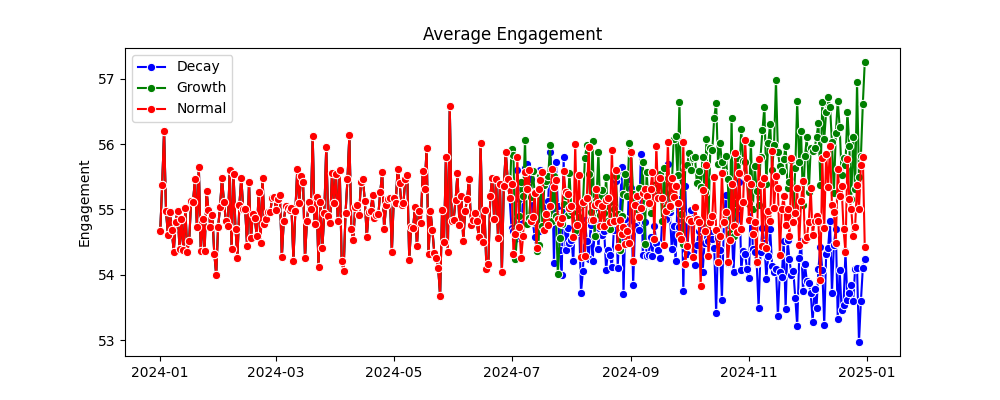 Average Engagement
Decay
Growth
Normal
Engagement
57
56
55
54
53
2024-01
2024-03
2024-05
2024-07
2024-09
2024-11
2025-01